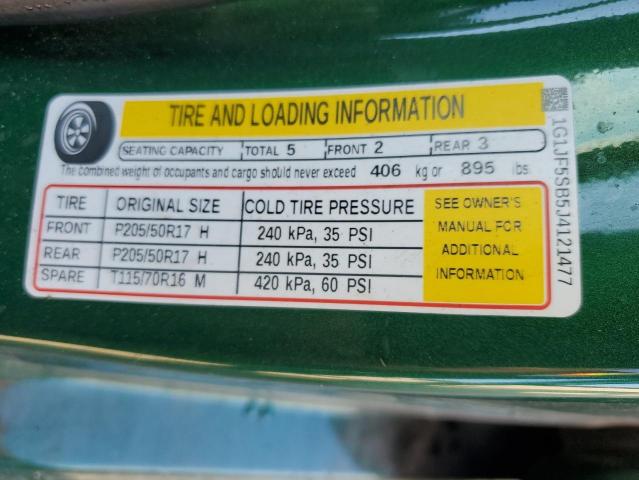 TIRE AND LOADING INFORMATION
SEATING CAPACITY TOTAL 5 FRONT 2 REAR 3
The combined weight of occupants and cargo should never exceed 406 kg or 895 lbs.
TIRE ORIGINAL SIZE COLD TIRE PRESSURE
FRONT P205/50R17 H 240 kPa, 35 PSI
REAR P205/50R17 H 240 kPa, 35 PSI
SPARE T115/70R16 M 420 kPa, 60 PSI
SEE OWNER'S
MANUAL FOR
ADDITIONAL
INFORMATION
1G1JF5SB5J4121477